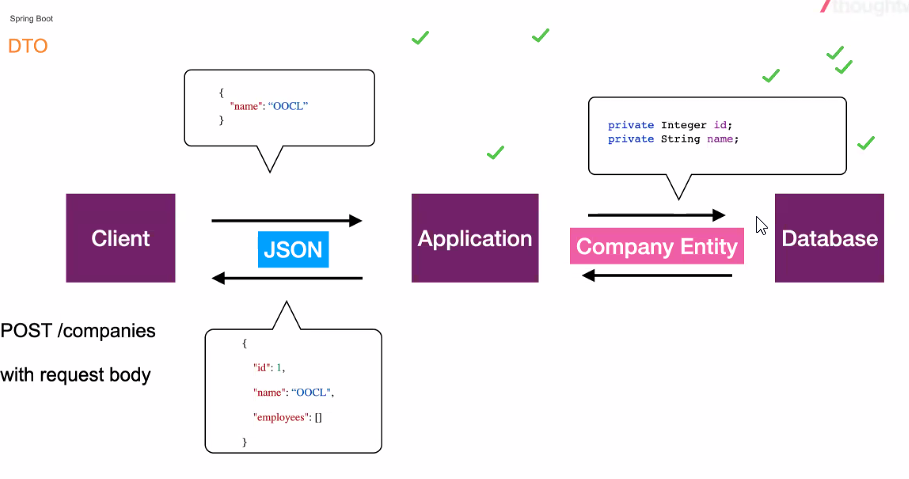 Spring Boot
DTO
{
"name": “OOCL”
}
private Integer id;
private String name;
Client
JSON
Application
Company Entity
Database
POST /companies
with request body
{
"id": 1,
"name": “OOCL",
"employees": []
}